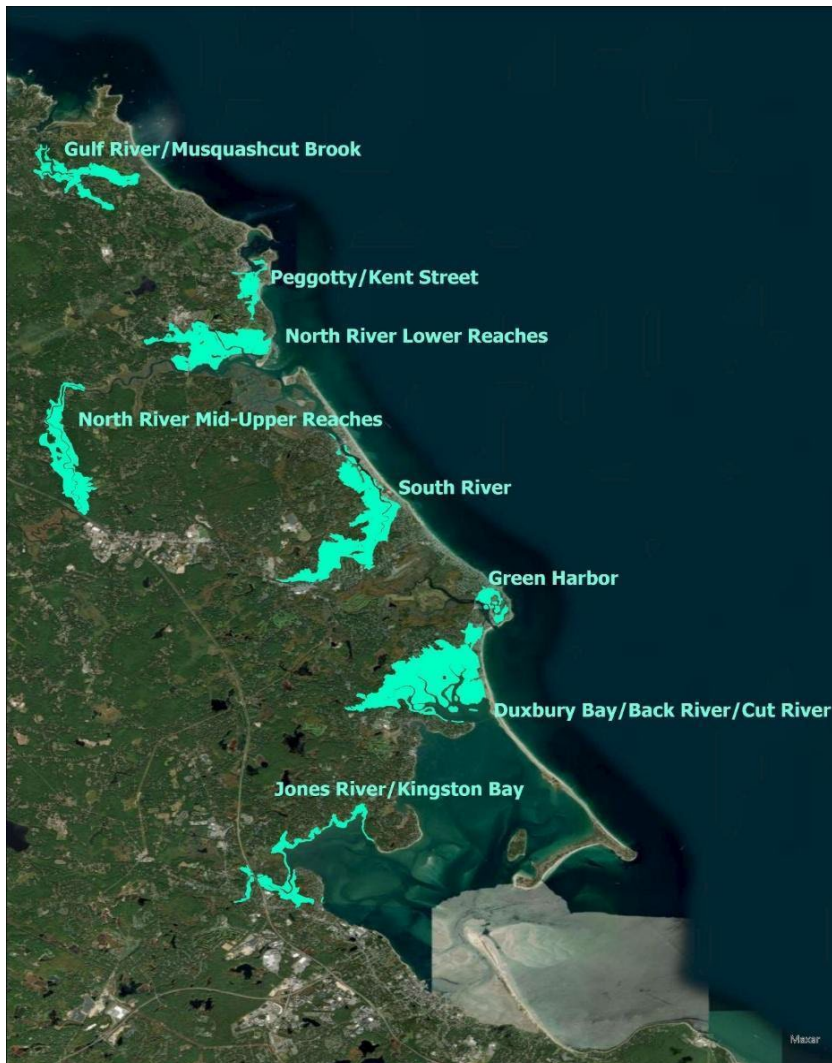 Gulf River/Musquashcut Brook
Peggotty/Kent Street
North River Lower Reaches
North River Mid-Upper Reaches
South River
Green Harbor
Duxbury Bay/Back River/Cut River
Jones River/Kingston Bay
Maxar